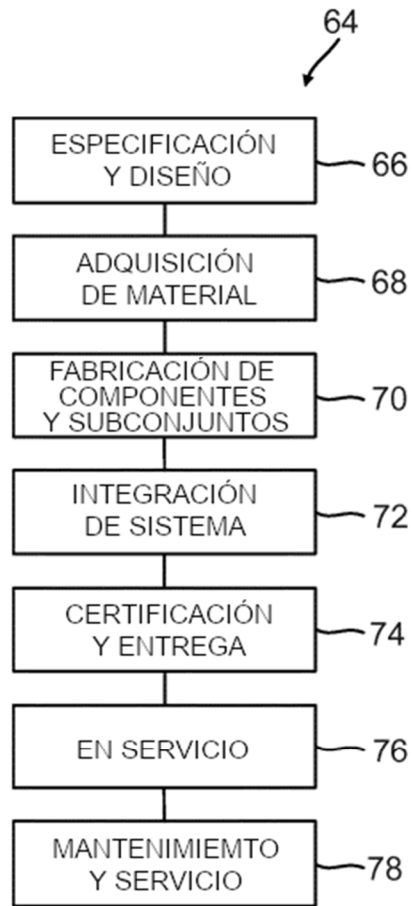 64
ESPECIFICACIÓN
Y DISEÑO
66
ADQUISICIÓN
DE MATERIAL
68
FABRICACIÓN DE
COMPONENTES
Y SUBCONJUNTOS
70
INTEGRACIÓN
DE SISTEMA
72
CERTIFICACIÓN
Y ENTREGA
74
EN SERVICIO
76
MANTENIMIEMTO
Y SERVICIO
78